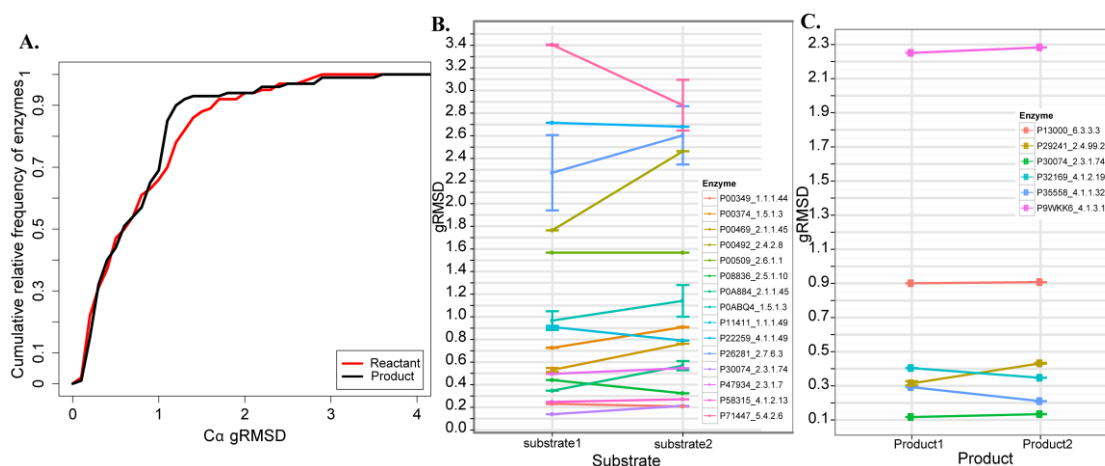 A.
Cumulative relative frequency of enzymes
1
0.9
0.7
0.5
0.3
0.1
0
0
1
2
3
4
Cα gRMSD
Reactant
Product
B.
gRMSD
3.4
3.2
3.0
2.8
2.6
2.4
2.2
2.0
1.8
1.6
1.4
1.2
1.0
0.8
0.6
0.4
0.2
0.0
substrate1
substrate2
Substrate
Enzyme
P00349_1.1.1.44
P00374_1.5.1.3
P00469_2.1.1.45
P00492_2.4.2.8
P00509_2.6.1.1
P08836_2.5.1.10
P0A884_2.1.1.45
P0ABQ4_1.5.1.3
P11411_1.1.1.49
P22259_4.1.1.49
P26281_2.7.6.3
P30074_2.3.1.74
P47934_2.3.1.7
P58315_4.1.2.13
P71447_5.4.2.6
C.
gRMSD
2.3
2.1
1.9
1.7
1.5
1.3
1.1
0.9
0.7
0.5
0.3
0.1
Product1
Product2
Product
Enzyme
P13000_6.3.3.3
P29241_2.4.99.2
P30074_2.3.1.74
P32169_4.1.2.19
P35558_4.1.1.32
P9WKK6_4.1.3.1